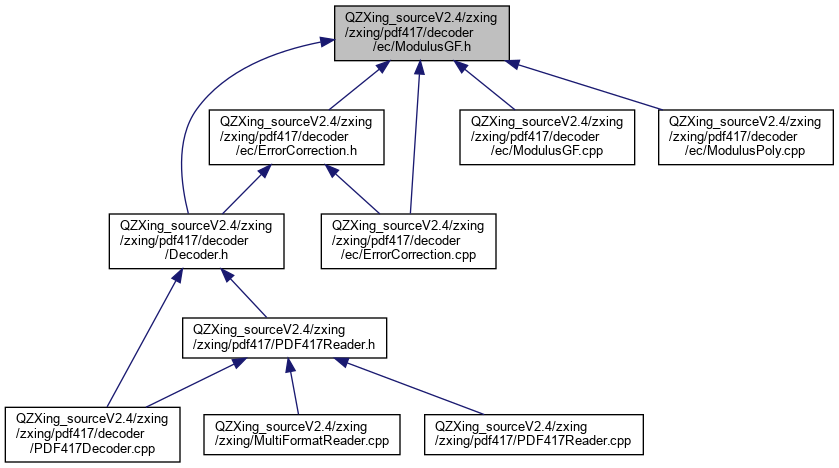 QZXing_sourceV2.4/zxing
/zxing/pdf417/decoder
/ec/ModulusGF.h
QZXing_sourceV2.4/zxing
/zxing/pdf417/decoder
/ec/ErrorCorrection.h
QZXing_sourceV2.4/zxing
/zxing/pdf417/decoder
/ec/ModulusGF.cpp
QZXing_sourceV2.4/zxing
/zxing/pdf417/decoder
/ec/ModulusPoly.cpp
QZXing_sourceV2.4/zxing
/zxing/pdf417/decoder
/Decoder.h
QZXing_sourceV2.4/zxing
/zxing/pdf417/decoder
/ec/ErrorCorrection.cpp
QZXing_sourceV2.4/zxing
/zxing/pdf417/PDF417Reader.h
QZXing_sourceV2.4/zxing
/zxing/pdf417/decoder
/PDF417Decoder.cpp
QZXing_sourceV2.4/zxing
/zxing/MultiFormatReader.cpp
QZXing_sourceV2.4/zxing
/zxing/pdf417/PDF417Reader.cpp